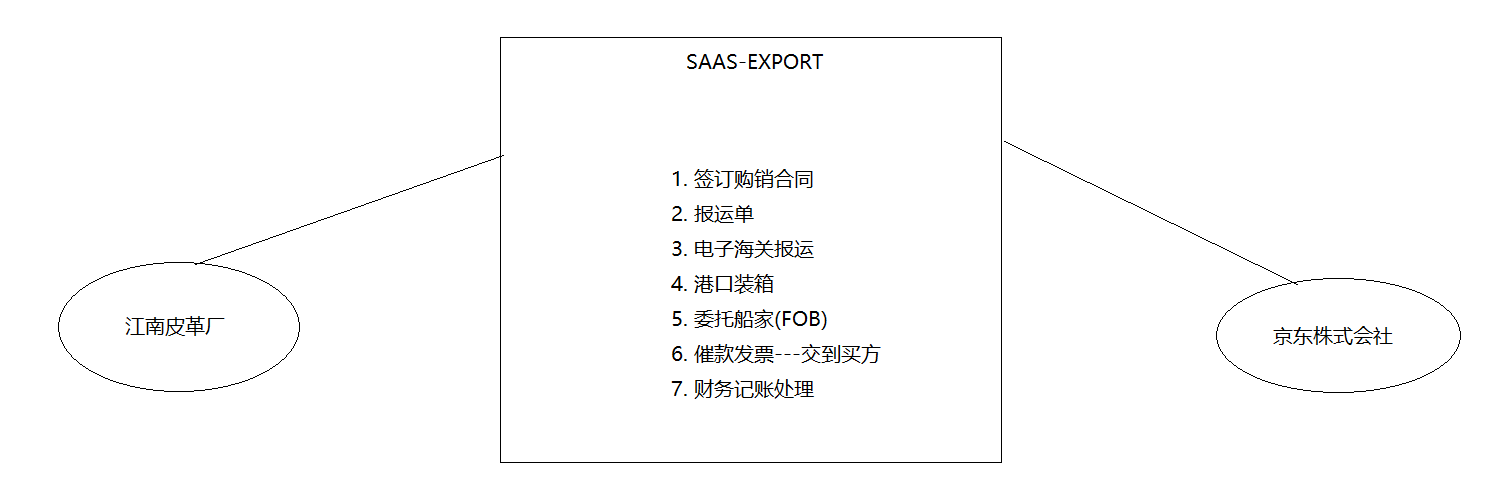 SAAS-EXPORT
1. 签订购销合同
2. 报运单
3. 电子海关报运
4. 港口装箱
5. 委托船家(FOB)
6. 催款发票---交到买方
7. 财务记账处理
江南皮革厂
京东株式会社